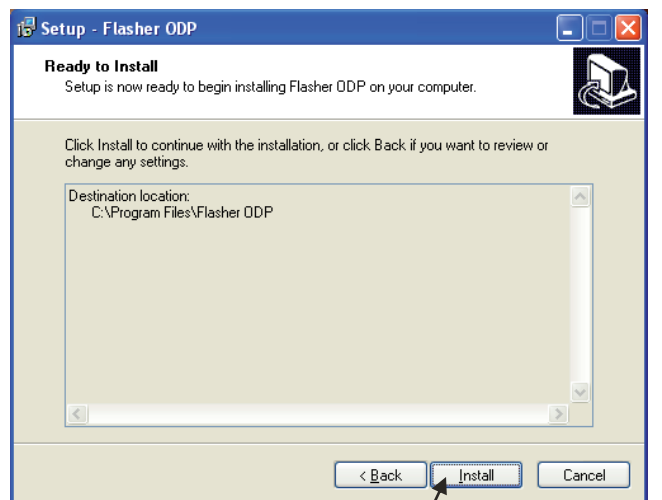 Setup - Flasher ODP
Ready to Install
Setup is now ready to begin installing Flasher ODP on your computer.
Click Install to continue with the installation, or click Back if you want to review or
change any settings.
Destination location:
C:\Program Files\Flasher ODP
< Back
Install
Cancel